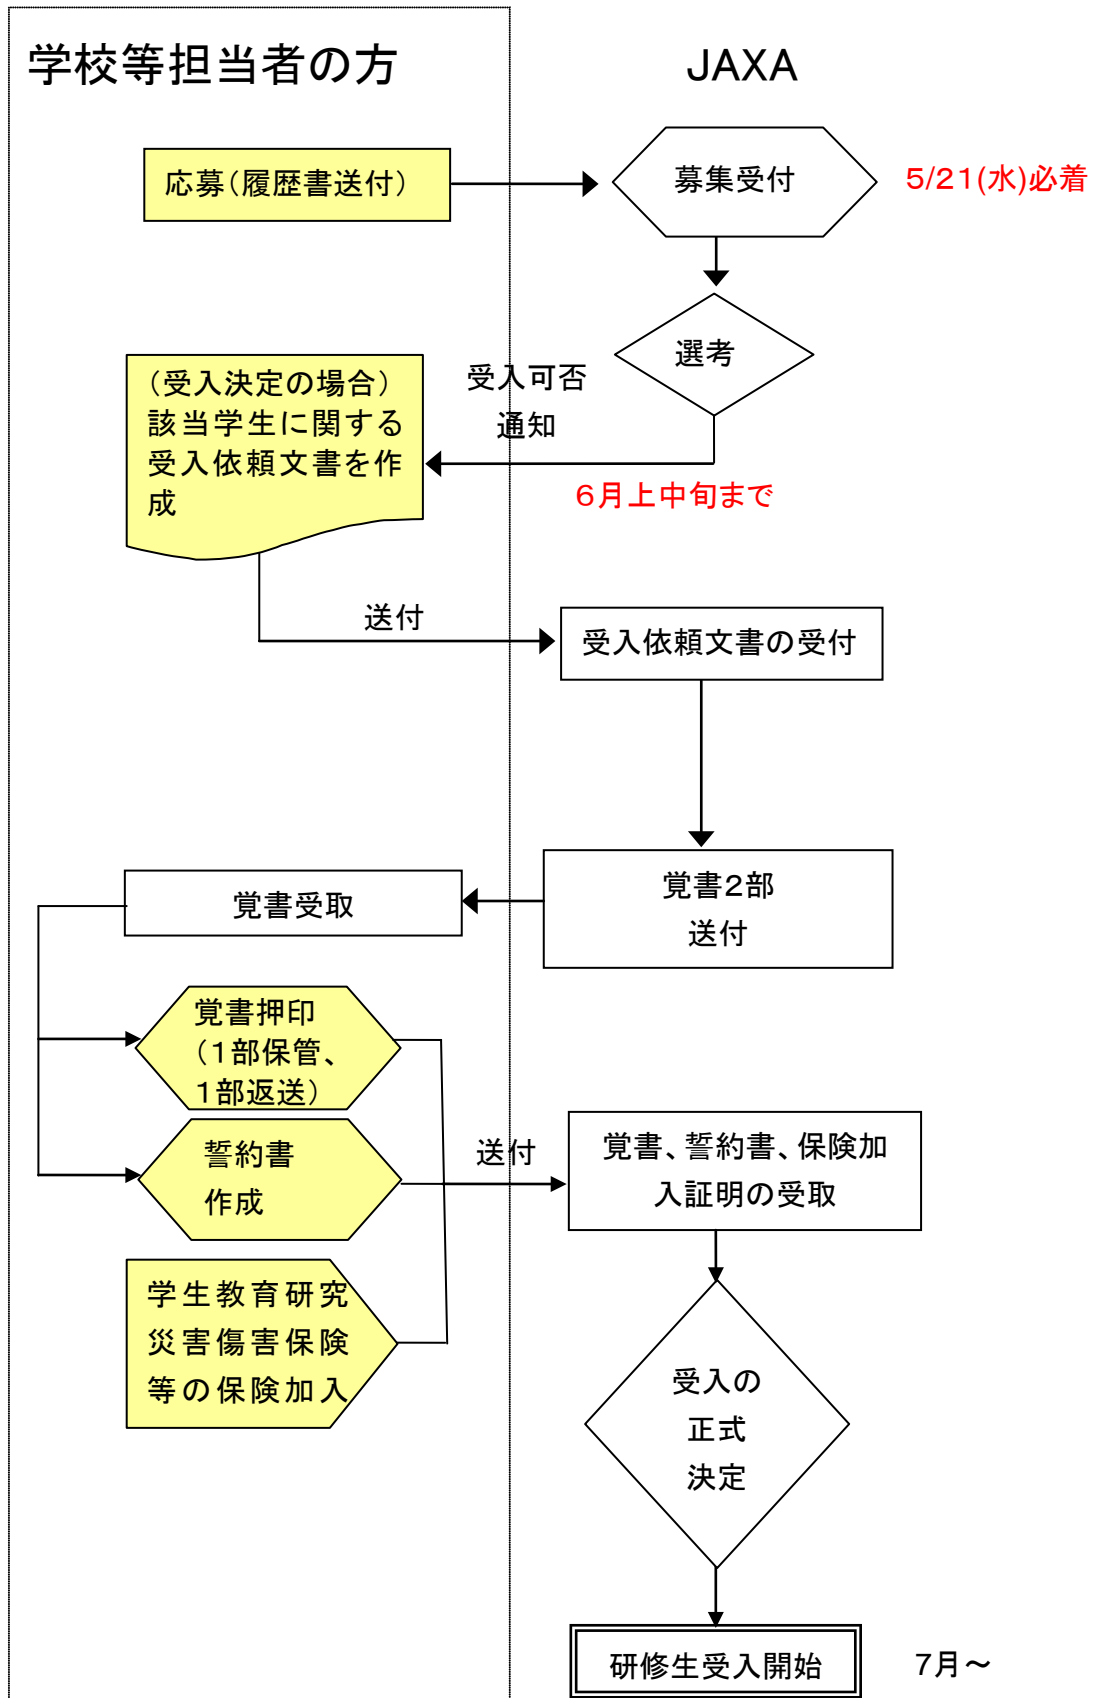 学校等担当者の方
JAXA
応募(履歴書送付)
募集受付
5/21(水)必着
選考
受入可否
通知
(受入決定の場合)
該当学生に関する
受入依頼文書を作
成
6月上中旬まで
送付
受入依頼文書の受付
覚書2部
送付
覚書受取
覚書押印
(1部保管、
1部返送)
誓約書
作成
送付
覚書、誓約書、保険加
入証明の受取
学生教育研究
災害傷害保険
等の保険加入
受入の
正式
決定
研修生受入開始
7月～